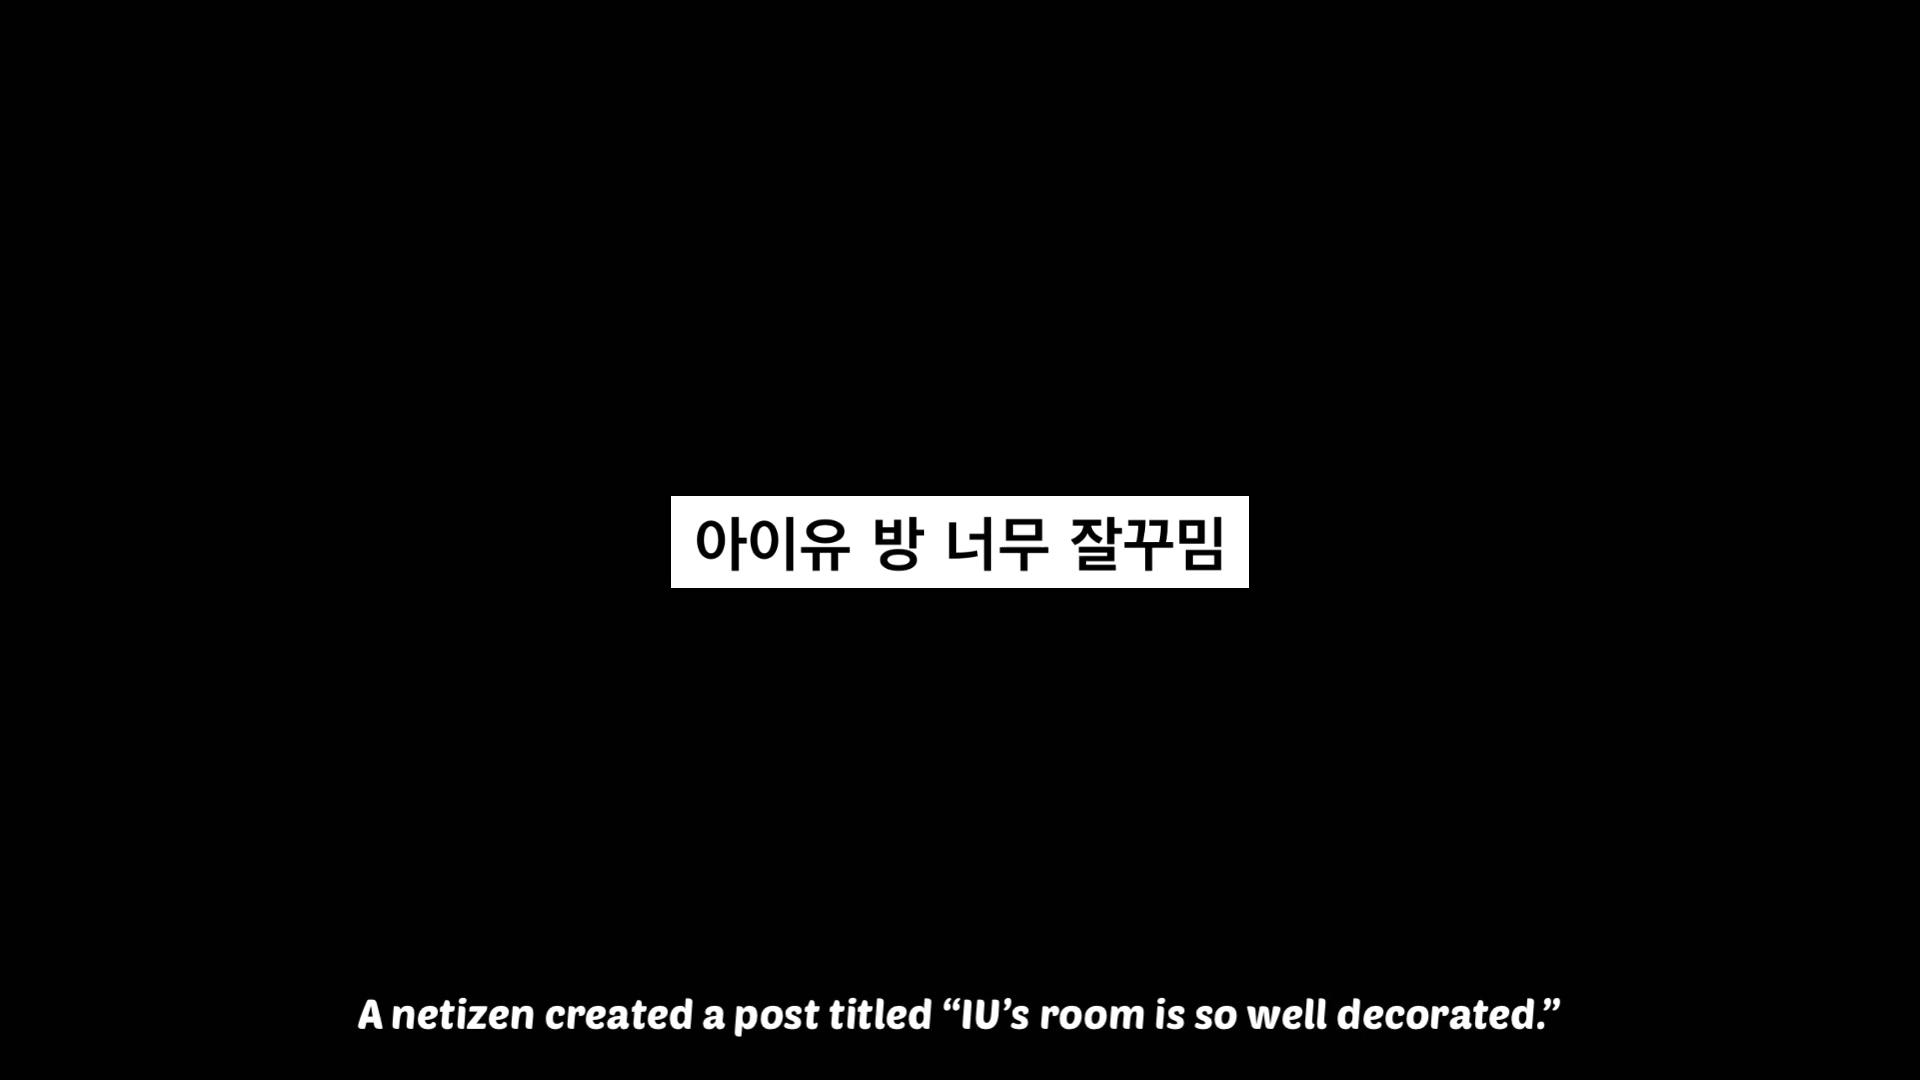 아이유 방 너무 잘꾸밈
A netizen created a post titled “IU’s room is so well decorated.”